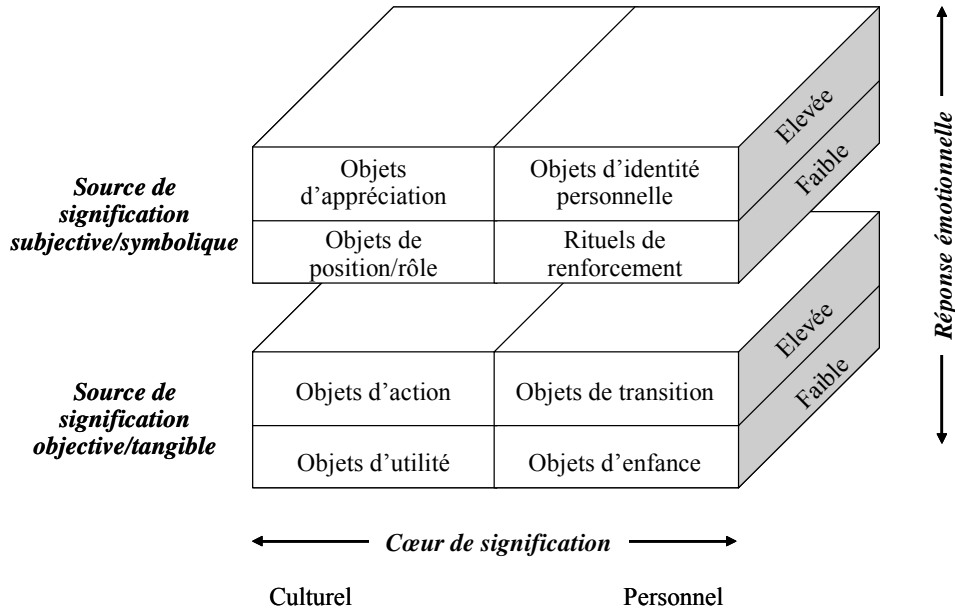 Elevée
Faible
Objets
d'appréciation
Objets d'identité
personnelle
Source de
signification
subjective/symbolique
Objets de
position/rôle
Rituels de
renforcement
Réponse émotionnelle
Elevée
Faible
Objets d'action
Objets de transition
Source de
signification
objective/tangible
Objets d'utilité
Objets d'enfance
Cœur de signification
Culturel
Personnel